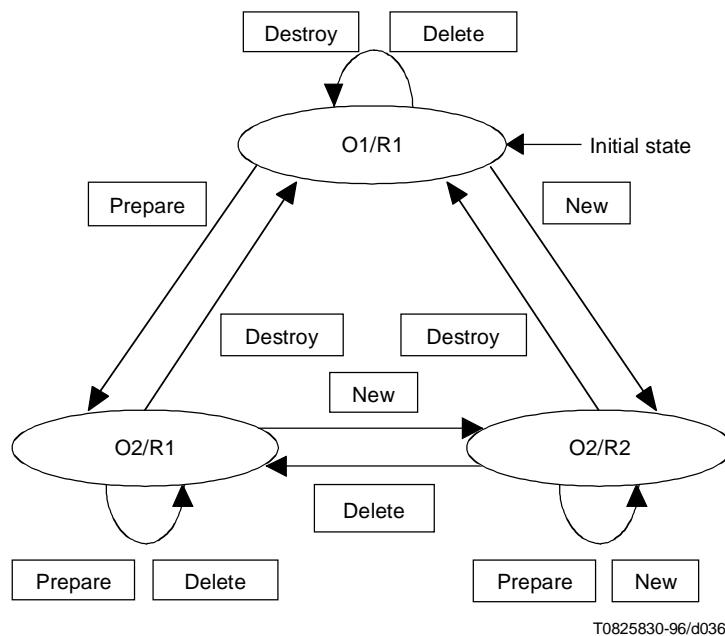 Destroy
Delete
O1/R1
Initial state
Prepare
New
Destroy
Destroy
New
O2/R1
O2/R2
Delete
Prepare
Delete
Prepare
New
T0825830-96/d036